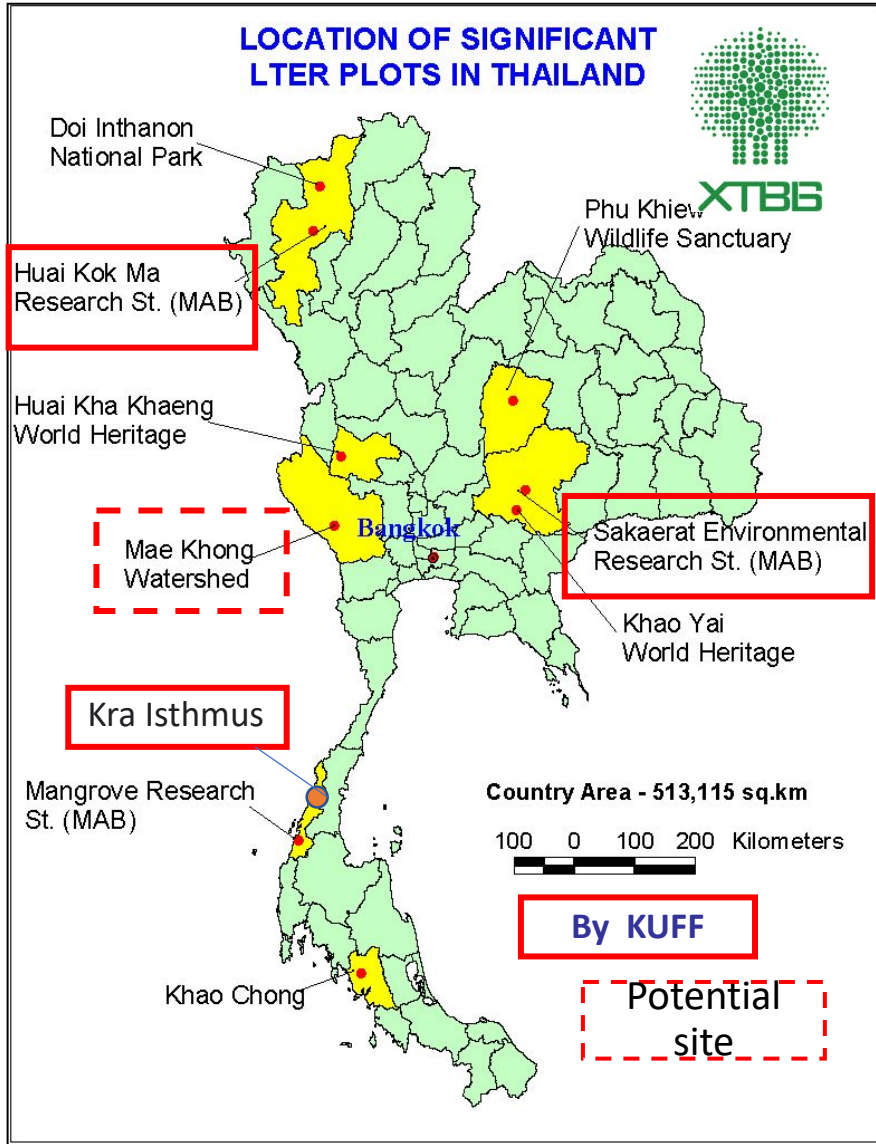 LOCATION OF SIGNIFICANT
LTER PLOTS IN THAILAND
XTBG
Doi Inthanon
National Park
Phu Khiew
Wildlife Sanctuary
Huai Kok Ma
Research St. (MAB)
Huai Kha Khaeng
World Heritage
Bangkok
Mae Khong
Watershed
Sakaerat Environmental
Research St. (MAB)
Khao Yai
World Heritage
Kra Isthmus
Mangrove Research
St. (MAB)
Country Area - 513,115 sq.km
100 0 100 200 Kilometers
By KUFF
Khao Chong
Potential
site